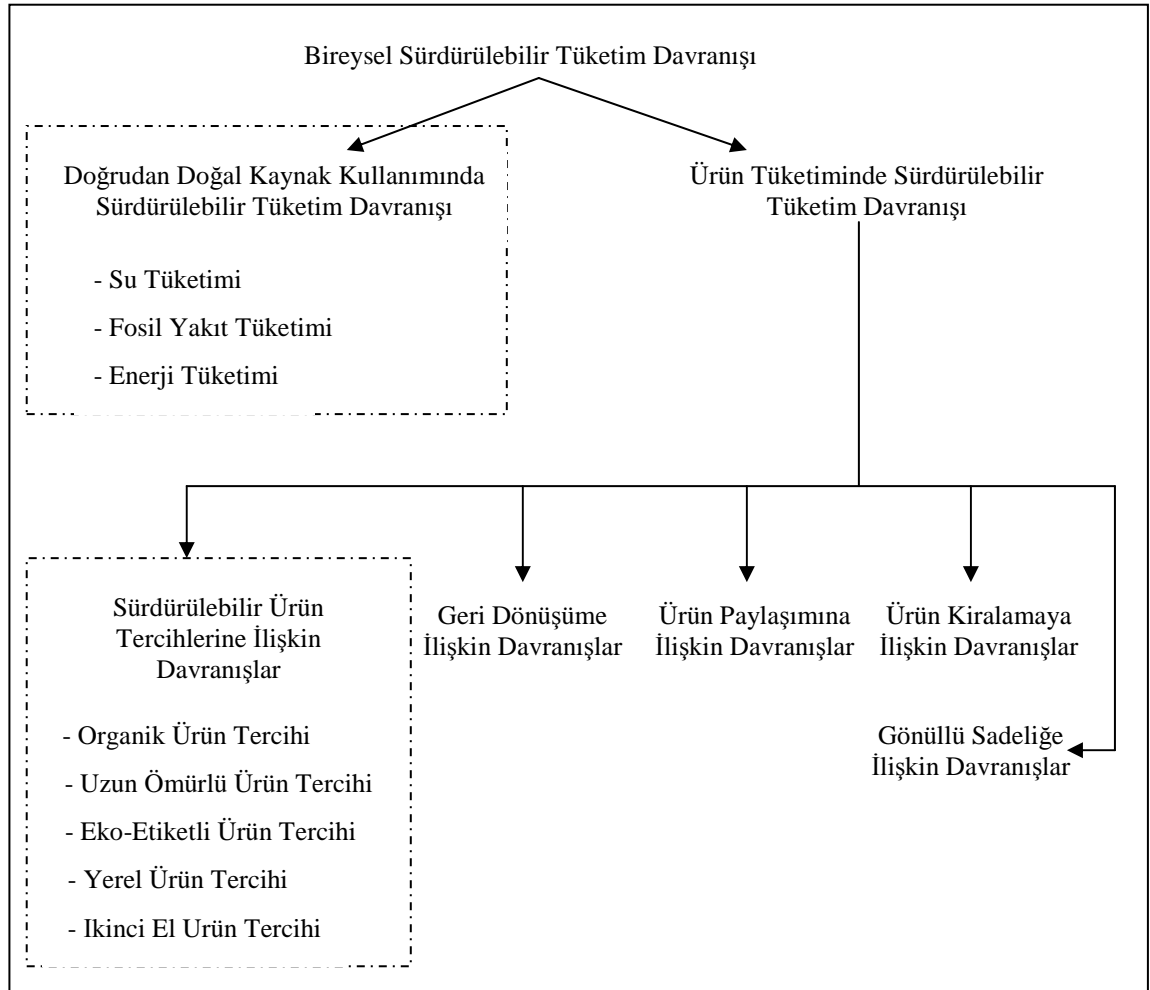 Bireysel Sürdürülebilir Tüketim Davranışı
Doğrudan Doğal Kaynak Kullanımında
Sürdürülebilir Tüketim Davranışı
- Su Tüketimi
- Fosil Yakıt Tüketimi
- Enerji Tüketimi
Ürün Tüketiminde Sürdürülebilir
Tüketim Davranışı
Sürdürülebilir Ürün
Tercihlerine İlişkin
Davranışlar
- Organik Ürün Tercihi
- Uzun Ömürlü Ürün Tercihi
- Eko-Etiketli Ürün Tercihi
- Yerel Ürün Tercihi
- Ikinci El Urün Tercihi
Geri Dönüşüme
İlişkin Davranışlar
Ürün Paylaşımına
İlişkin Davranışlar
Ürün Kiralamaya
İlişkin Davranışlar
Gönüllü Sadeliğe
İlişkin Davranışlar